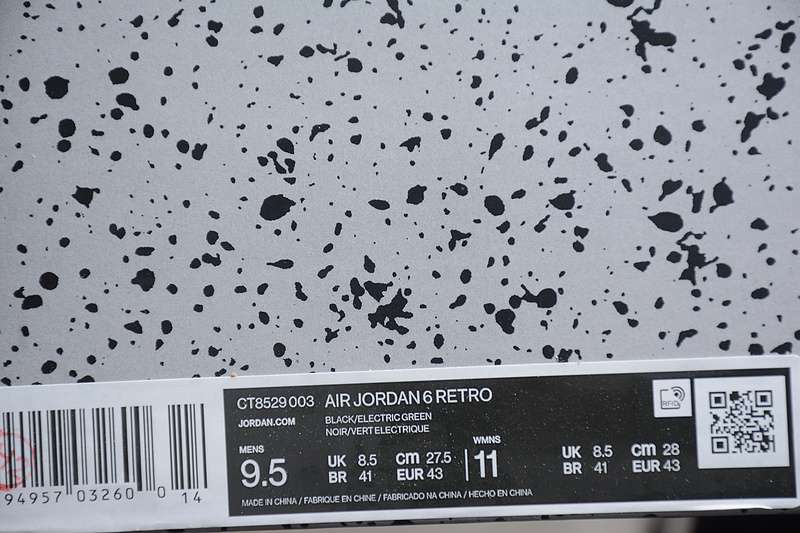 CT8529 003 AIR JORDAN 6 RETRO
JORDAN.COM
BLACK/ELECTRIC GREEN
NOIR/VERT ELECTRIQUE
RFID
MENS
9.5
UK 8.5 CM 27.5
BR 41 EUR 43
WMNS
11
UK 8.5 CM 28
BR 41 EUR 43
MADE IN CHINA / FABRIQUE EN CHINE / FABRICADO NA CHINA / HECHO EN CHINA
94957 03260 0 14